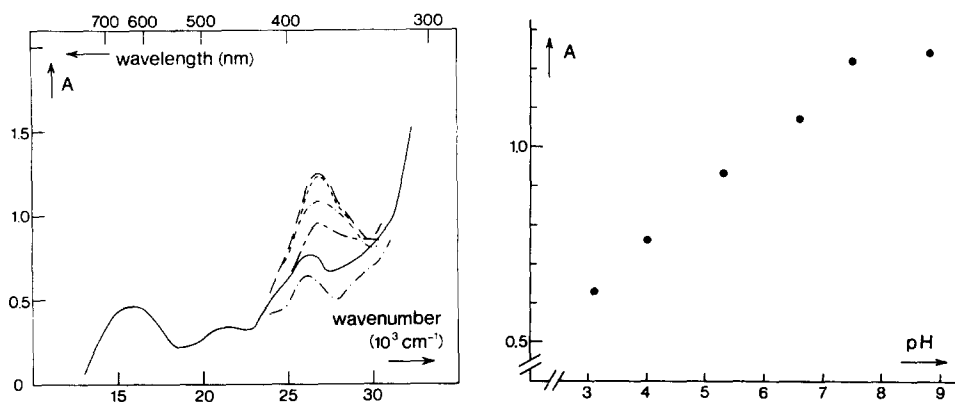 700 600 500 400 300
← wavelength (nm)
↑ A
1.5
1.0
0.5
0
wavenumber
(10³ cm⁻¹)
→
15 20 25 30
↑ A
1.0
0.5
pH
→
3 4 5 6 7 8 9